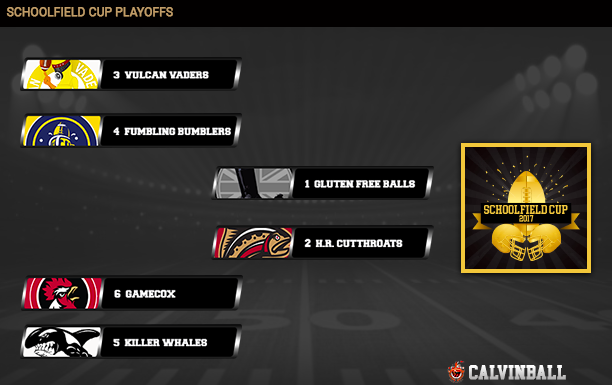 SCHOOLFIELD CUP PLAYOFFS
3 VULCAN VADERS
4 FUMBLING BUMBLERS
1 GLUTEN FREE BALLS
2 H.R. CUTTHROATS
SCHOOLFIELD CUP
2017
6 GAMECOX
5 KILLER WHALES
CALVINBALL